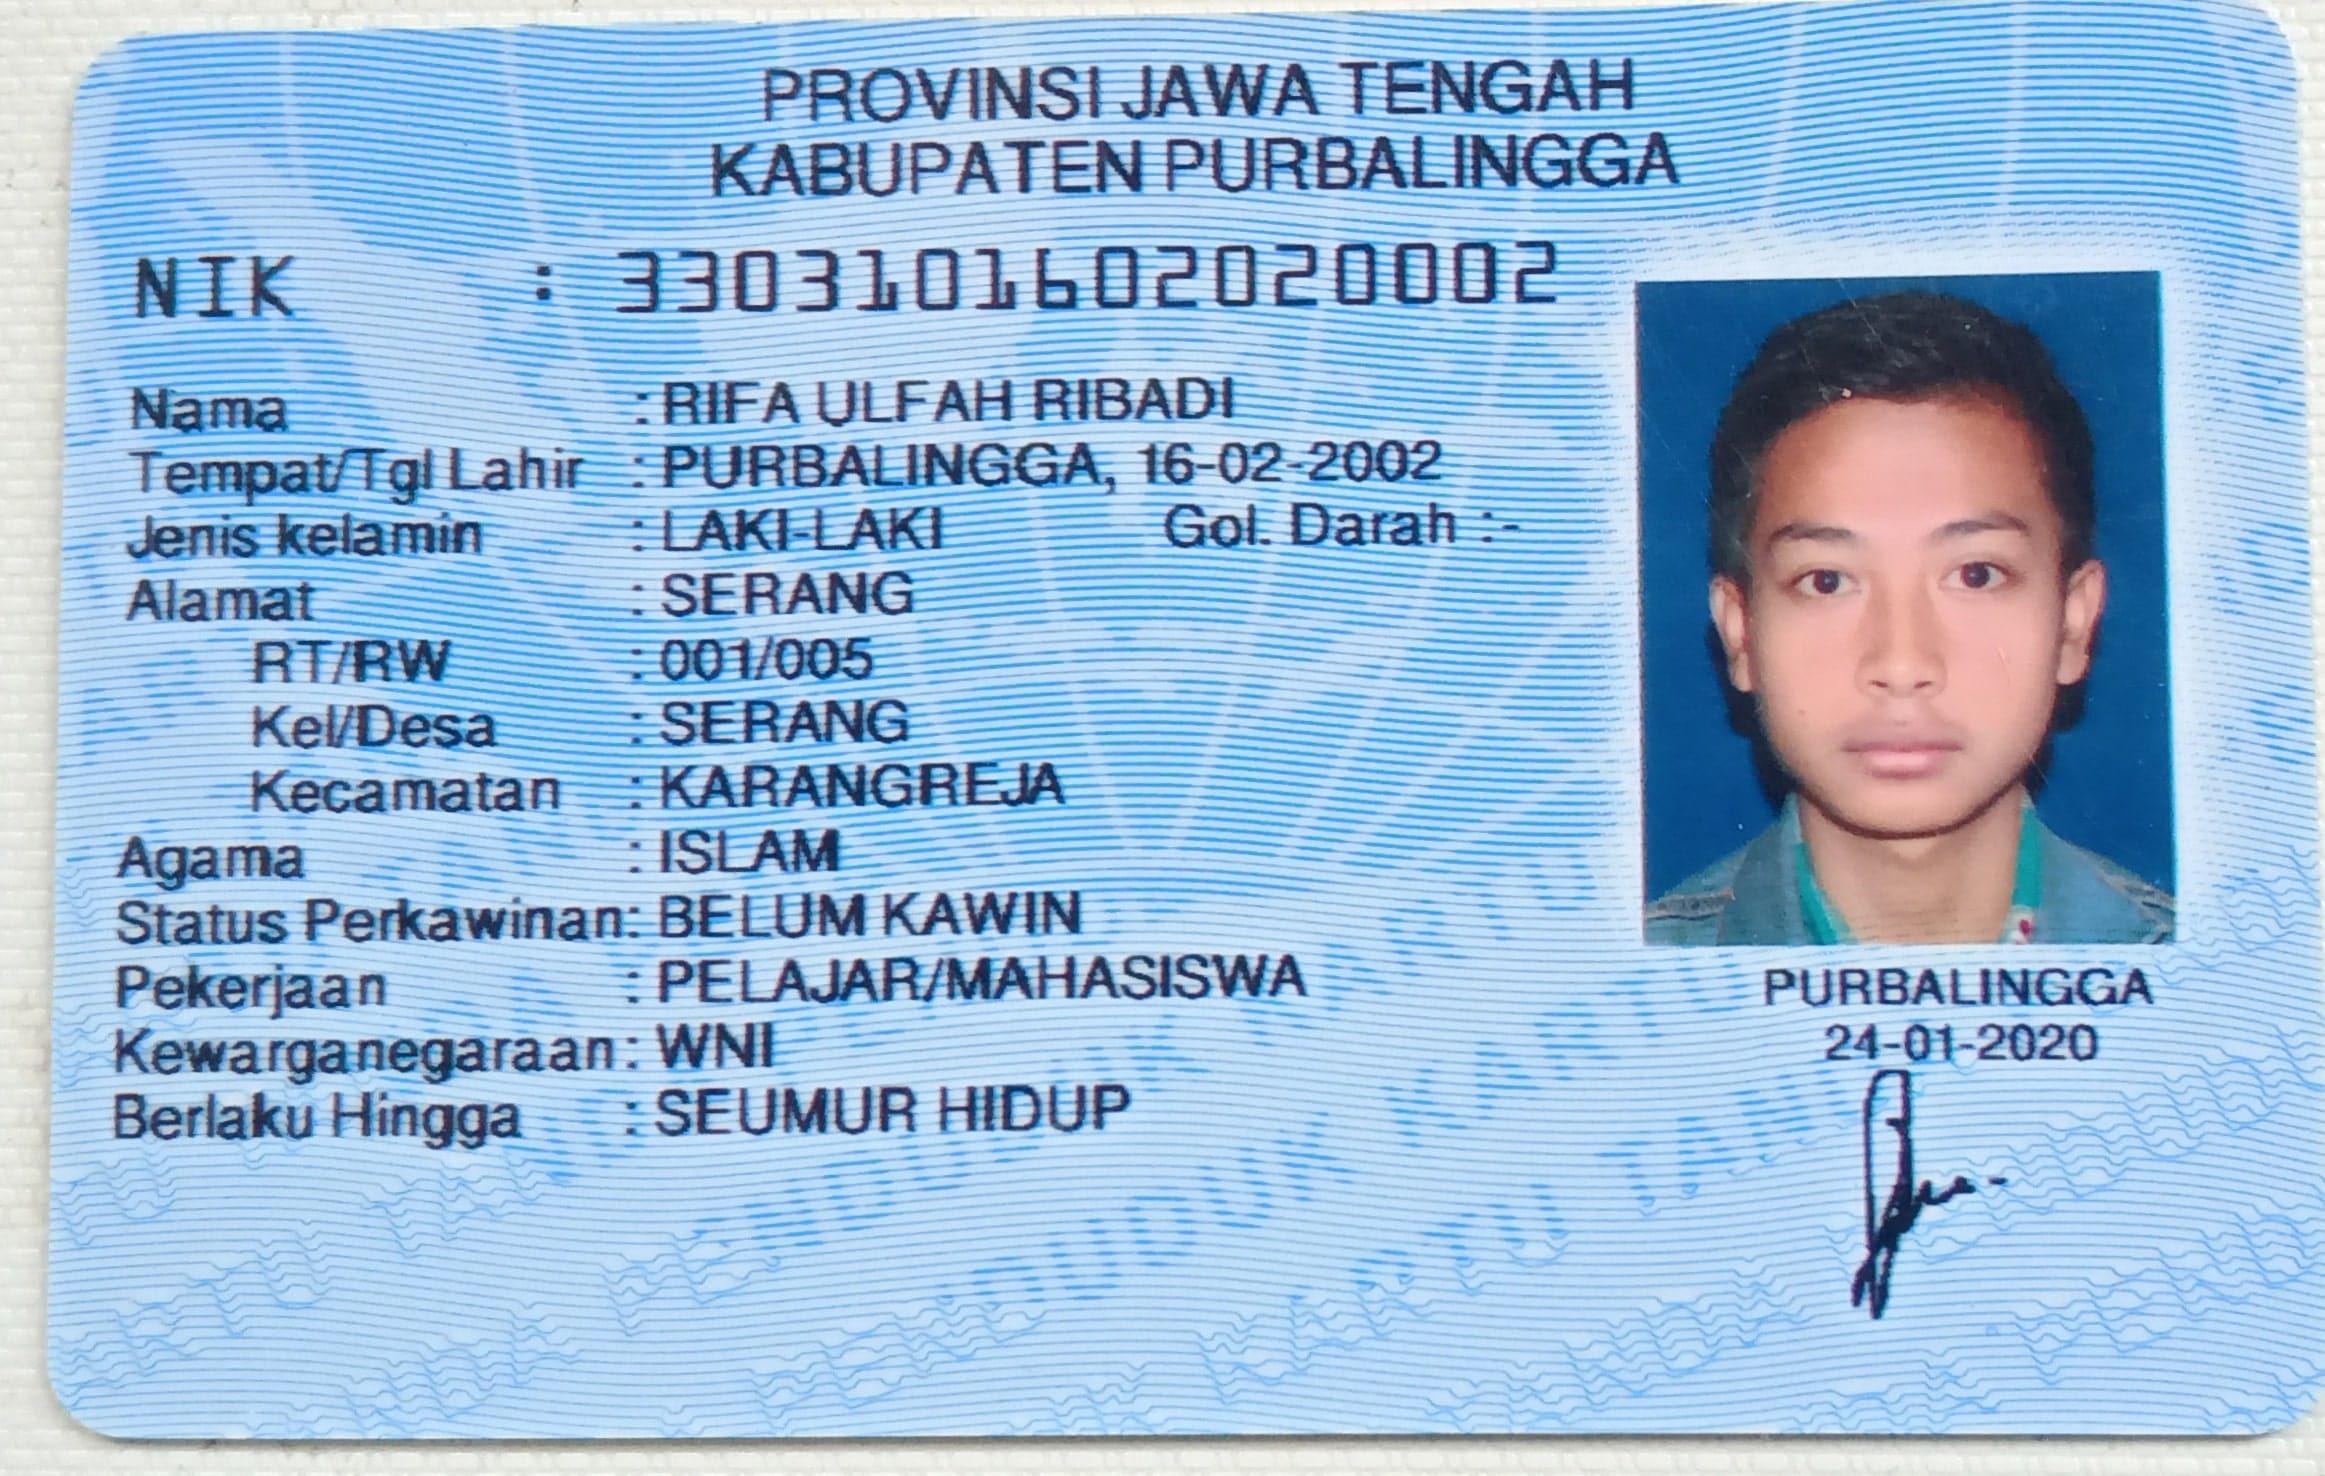 PROVINSI JAWA TENGAH
KABUPATEN PURBALINGGA
NIK : 3303101602020002
Nama : RIFA ULFAH RIBADI
Tempat/Tgl Lahir : PURBALINGGA, 16-02-2002
Jenis kelamin : LAKI-LAKI Gol. Darah :-
Alamat : SERANG
RT/RW : 001/005
Kel/Desa : SERANG
Kecamatan : KARANGREJA
Agama : ISLAM
Status Perkawinan: BELUM KAWIN
Pekerjaan : PELAJAR/MAHASISWA
Kewarganegaraan: WNI
Berlaku Hingga : SEUMUR HIDUP
PURBALINGGA
24-01-2020